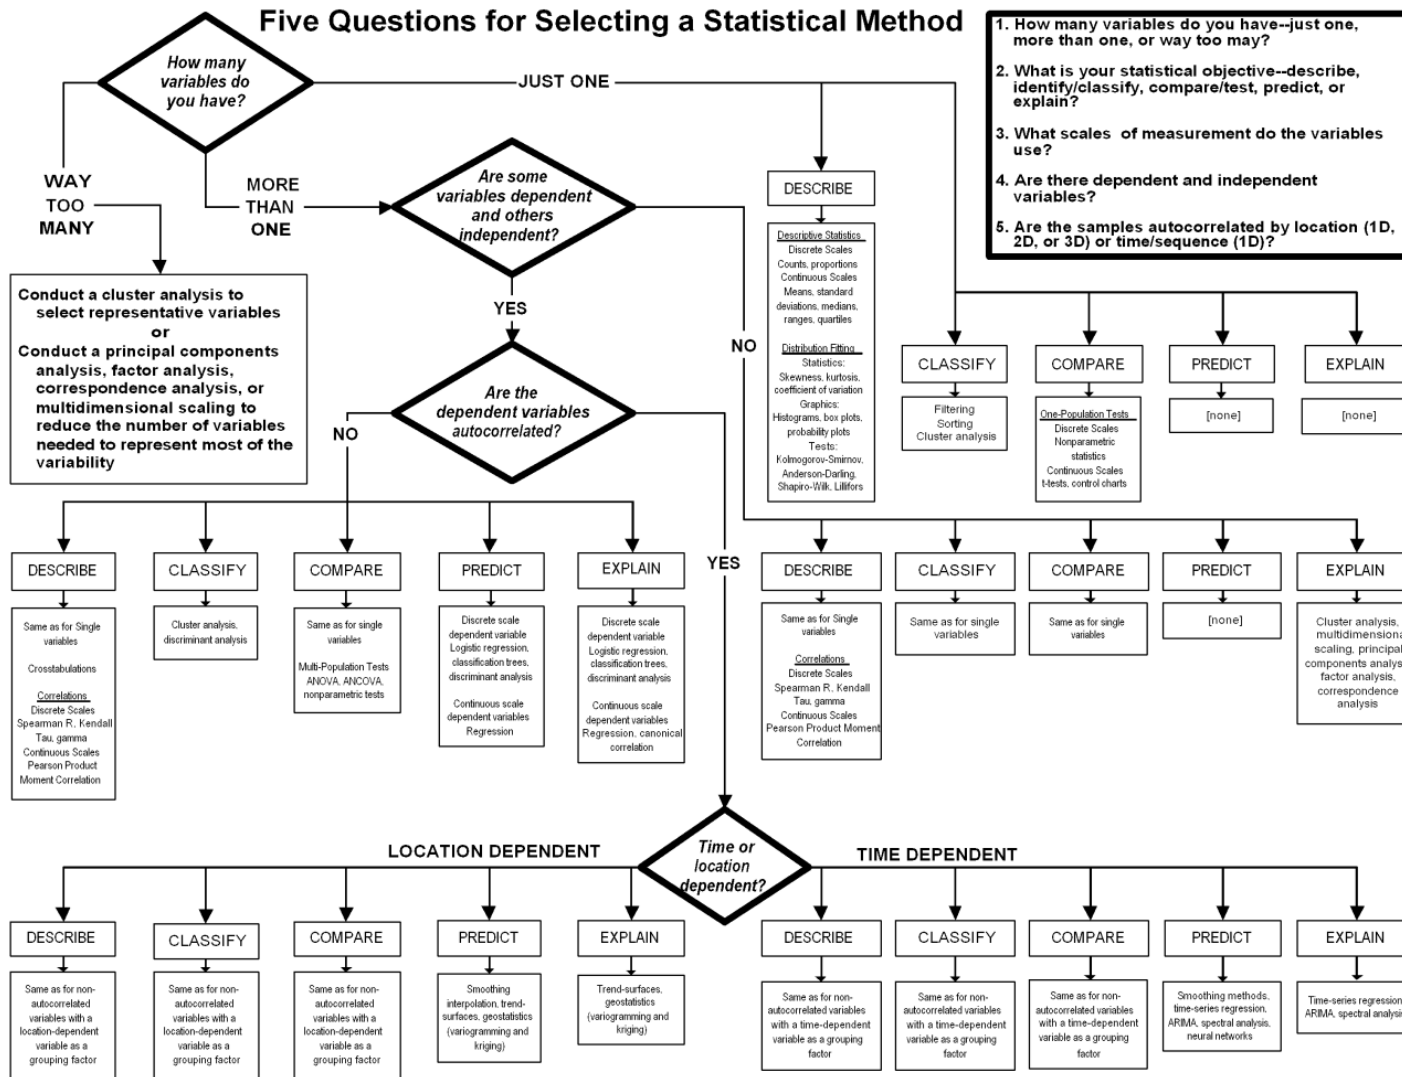 Five Questions for Selecting a Statistical Method
1. How many variables do you have--just one,
more than one, or way too may?
2. What is your statistical objective--describe,
identify/classify, compare/test, predict, or
explain?
3. What scales of measurement do the variables
use?
4. Are there dependent and independent
variables?
5. Are the samples autocorrelated by location (1D,
2D, or 3D) or time/sequence (1D)?
How many
variables do
you have?
JUST ONE
WAY
TOO
MANY
MORE
THAN
ONE
Are some
variables dependent
and others
independent?
YES
NO
Conduct a cluster analysis to
select representative variables
or
Conduct a principal components
analysis, factor analysis,
correspondence analysis, or
multidimensional scaling to
reduce the number of variables
needed to represent most of the
variability
DESCRIBE
Descriptive Statistics
Discrete Scales
Counts, proportions
Continuous Scales
Means, standard
deviations, medians,
ranges, quartiles
Distribution Fitting
Statistics:
Skewness, kurtosis,
coefficient of variation
Graphics:
Histograms, box plots,
probability plots
Tests:
Kolmogorov-Smirnov,
Anderson-Darling,
Shapiro-Wilk, Lillifors
CLASSIFY
Filtering
Sorting
Cluster analysis
COMPARE
One-Population Tests
Discrete Scales
Nonparametric
statistics
Continuous Scales
t-tests, control charts
PREDICT
[none]
EXPLAIN
[none]
Are the
dependent variables
autocorrelated?
NO
YES
DESCRIBE
Same as for Single
variables
Crosstabulations
Correlations
Discrete Scales
Spearman R, Kendall
Tau, gamma
Continuous Scales
Pearson Product
Moment Correlation
CLASSIFY
Cluster analysis,
discriminant analysis
COMPARE
Same as for single
variables
Multi-Population Tests
ANOVA, ANCOVA,
nonparametric tests
PREDICT
Discrete scale
dependent variable
Logistic regression,
classification trees,
discriminant analysis
Continuous scale
dependent variables
Regression
EXPLAIN
Discrete scale
dependent variable
Logistic regression,
classification trees,
discriminant analysis
Continuous scale
dependent variables
Regression, canonical
correlation
DESCRIBE
Same as for Single
variables
Correlations
Discrete Scales
Spearman R, Kendall
Tau, gamma
Continuous Scales
Pearson Product Moment
Correlation
CLASSIFY
Same as for single
variables
COMPARE
Same as for single
variables
PREDICT
[none]
EXPLAIN
Cluster analysis,
multidimensiona
scaling, principal
components analys
factor analysis,
correspondence
analysis
Time or
location
dependent?
LOCATION DEPENDENT
TIME DEPENDENT
DESCRIBE
Same as for non-
autocorrelated
variables with a
location-dependent
variable as a
grouping factor
CLASSIFY
Same as for non-
autocorrelated
variables with a
location-dependent
variable as a
grouping factor
COMPARE
Same as for non-
autocorrelated
variables with a
location-dependent
variable as a
grouping factor
PREDICT
Smoothing
interpolation, trend-
surfaces, geostatistics
(variogramming and
kriging)
EXPLAIN
Trend-surfaces,
geostatistics
(variogramming and
kriging)
DESCRIBE
Same as for non-
autocorrelated variables
with a time-dependent
variable as a grouping
factor
CLASSIFY
Same as for non-
autocorrelated variables
with a time-dependent
variable as a grouping
factor
COMPARE
Same as for non-
autocorrelated variables
with a time-dependent
variable as a grouping
factor
PREDICT
Smoothing methods,
time-series regression,
ARIMA, spectral analysis,
neural networks
EXPLAIN
Time-series regression
ARIMA, spectral analysis